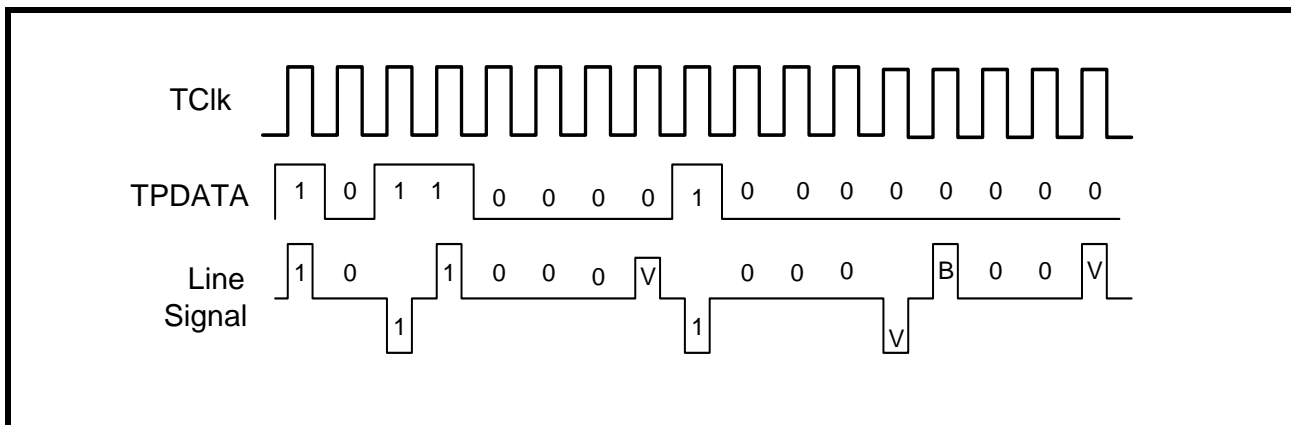 TClk
TPDATA 1 0 1 1 0 0 0 0 1 0 0 0 0 0 0 0 0
Line Signal 1 0 1 1 0 0 0 V 1 0 0 0 V B 0 0 V